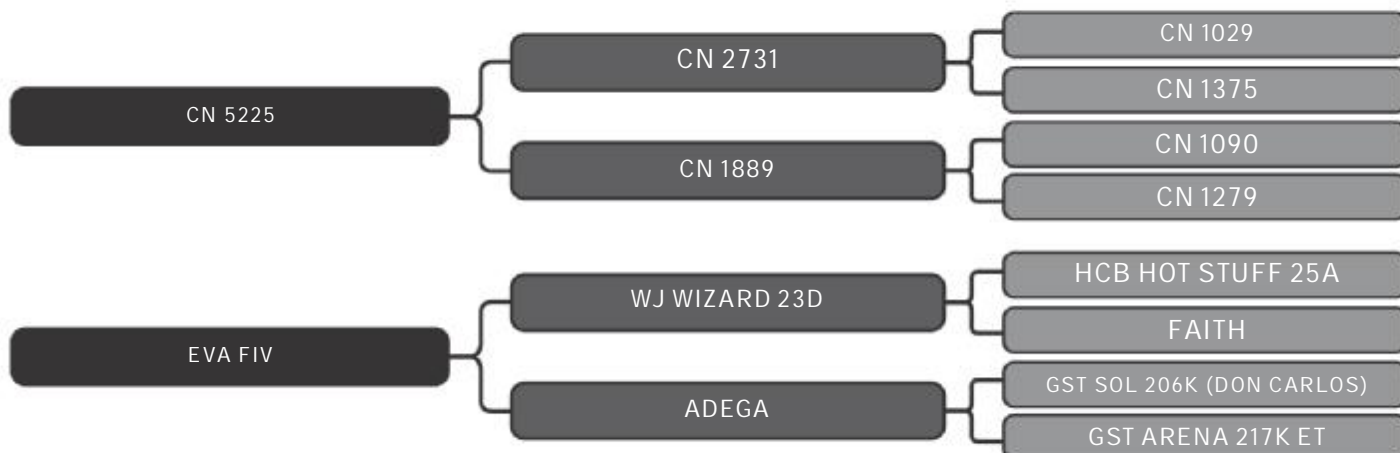 CN 5225
CN 2731
CN 1029
CN 1375
CN 1889
CN 1090
CN 1279
EVA FIV
WJ WIZARD 23D
HCB HOT STUFF 25A
FAITH
ADEGA
GST SOL 206K (DON CARLOS)
GST ARENA 217K ET